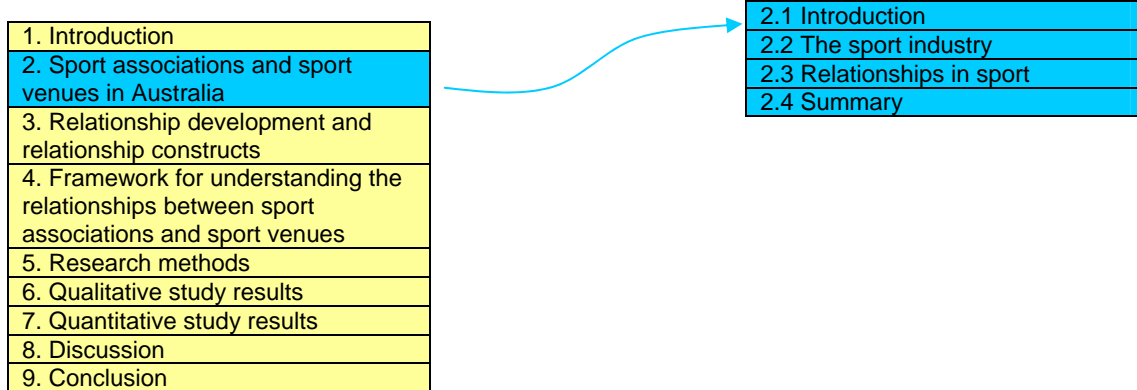 1. Introduction
2. Sport associations and sport
venues in Australia
3. Relationship development and
relationship constructs
4. Framework for understanding the
relationships between sport
associations and sport venues
5. Research methods
6. Qualitative study results
7. Quantitative study results
8. Discussion
9. Conclusion
2.1 Introduction
2.2 The sport industry
2.3 Relationships in sport
2.4 Summary